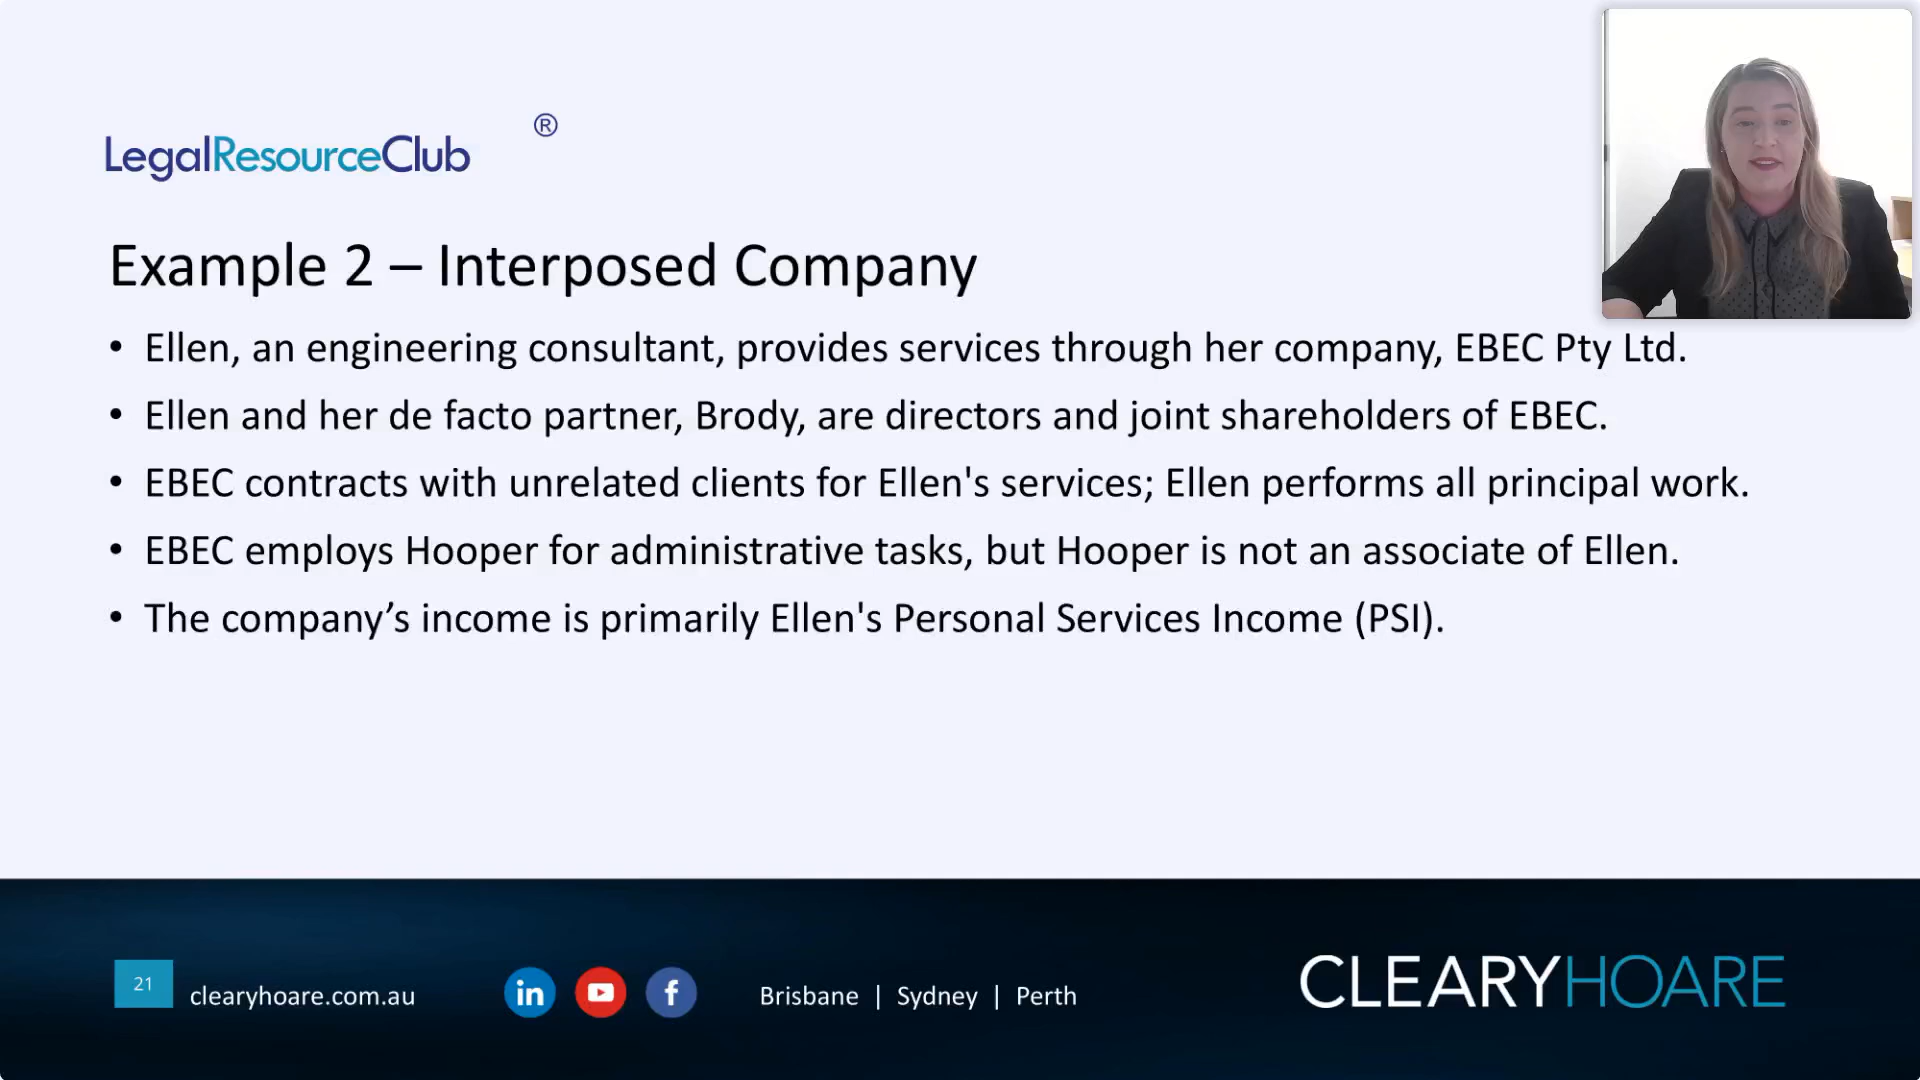 LegalResourceClub ®
Example 2 – Interposed Company
• Ellen, an engineering consultant, provides services through her company, EBEC Pty Ltd.
• Ellen and her de facto partner, Brody, are directors and joint shareholders of EBEC.
• EBEC contracts with unrelated clients for Ellen's services; Ellen performs all principal work.
• EBEC employs Hooper for administrative tasks, but Hooper is not an associate of Ellen.
• The company’s income is primarily Ellen's Personal Services Income (PSI).
21 clearyhoare.com.au in f Brisbane | Sydney | Perth CLEARYHOARE